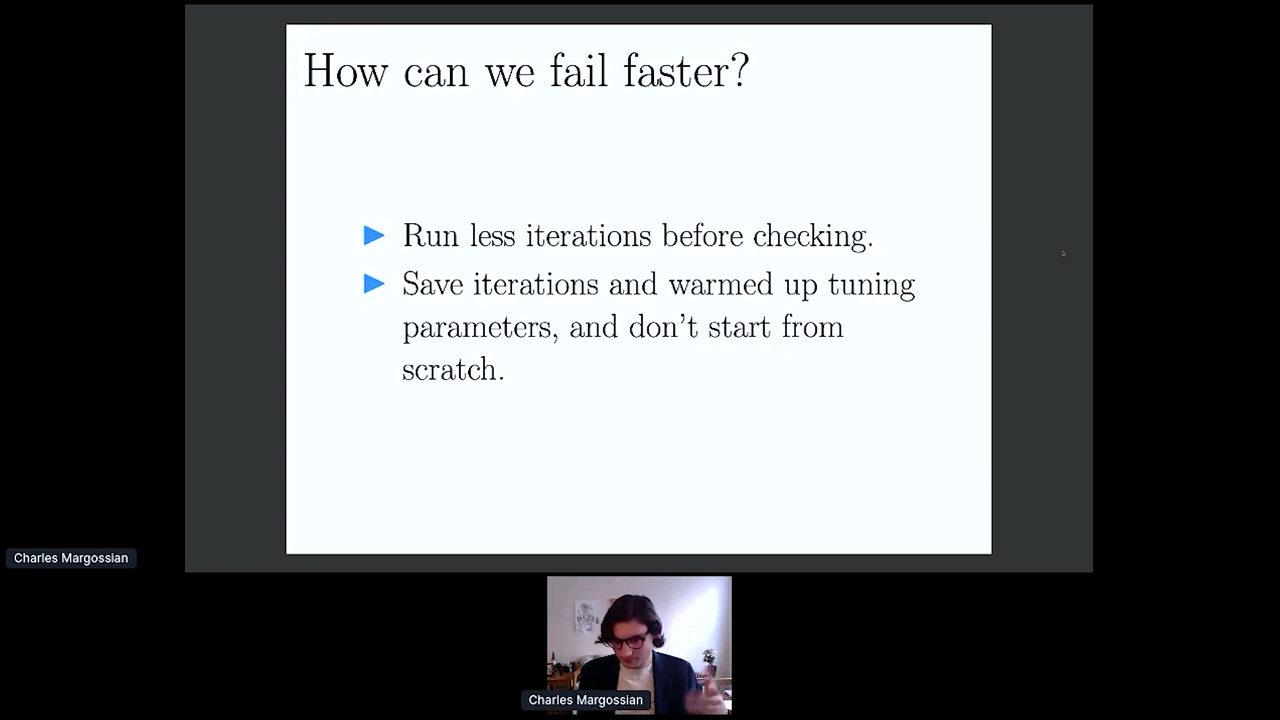 How can we fail faster?
Run less iterations before checking.
Save iterations and warmed up tuning
parameters, and don't start from
scratch.
Charles Margossian
Charles Margossian